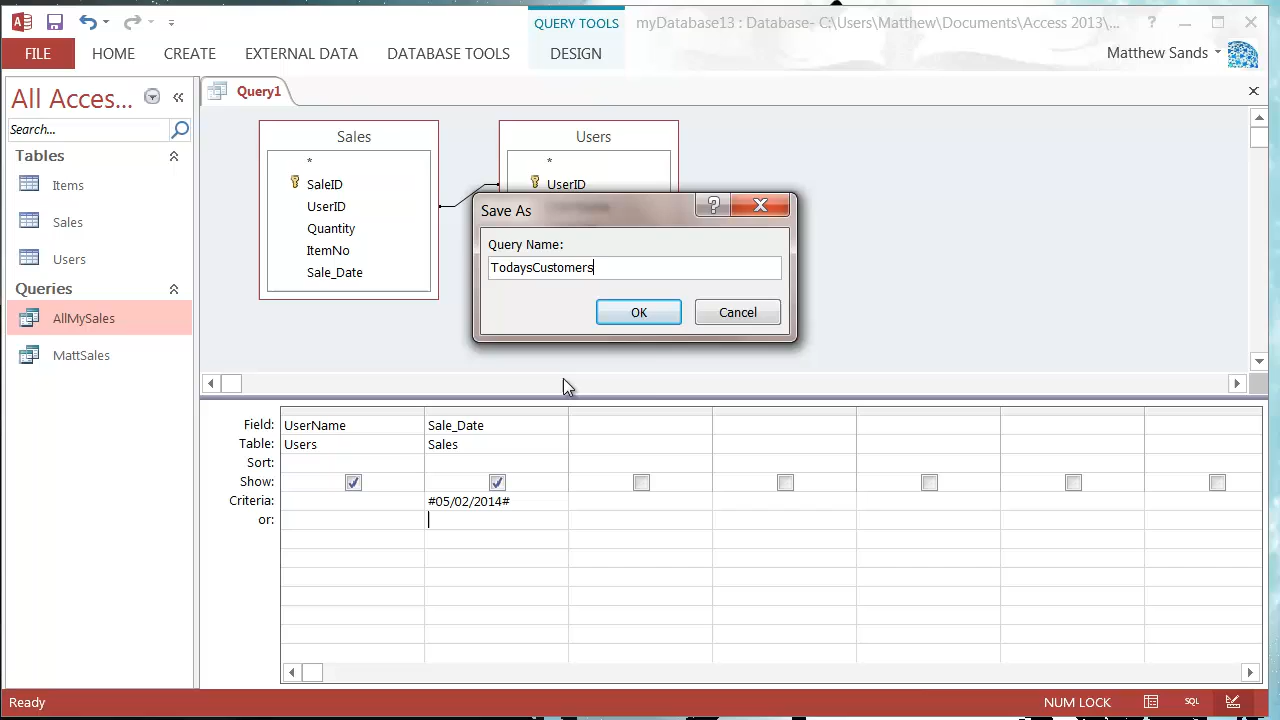 QUERY TOOLS
myDatabase13 : Database- C:\Users\Matthew\Documents\Access 2013\...
?
FILE
HOME
CREATE
EXTERNAL DATA
DATABASE TOOLS
DESIGN
Matthew Sands
All Acces...
Search...
Tables
Items
Sales
Users
Queries
AllMySales
MattSales
Query1
Sales
*
SaleID
UserID
Quantity
ItemNo
Sale_Date
Users
*
UserID
Save As
?
Query Name:
TodaysCustomers
OK
Cancel
Field: UserName Sale_Date
Table: Users Sales
Sort:
Show:
Criteria: #05/02/2014#
or:
Ready
NUM LOCK
SQL